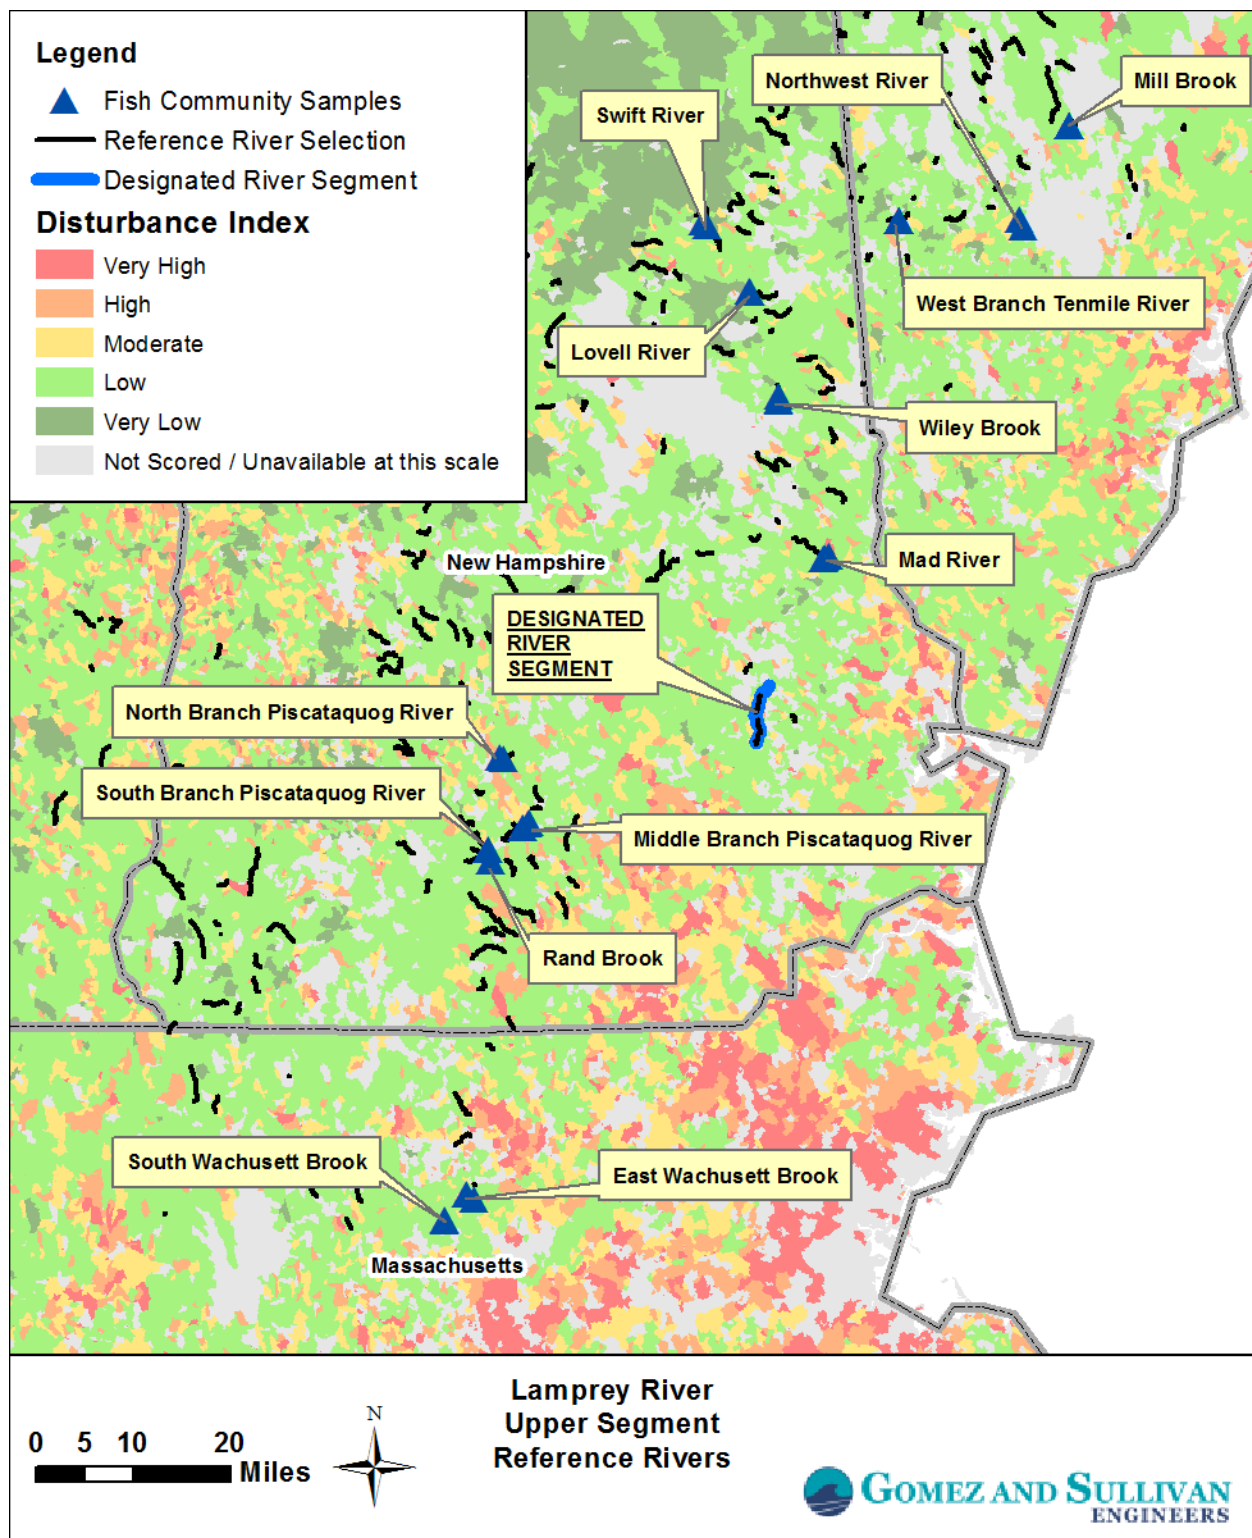 Legend
Fish Community Samples
Reference River Selection
Designated River Segment
Disturbance Index
Very High
High
Moderate
Low
Very Low
Not Scored / Unavailable at this scale
Northwest River
Mill Brook
Swift River
West Branch Tenmile River
Lovell River
Wiley Brook
New Hampshire
Mad River
DESIGNATED
RIVER
SEGMENT
North Branch Piscataquog River
South Branch Piscataquog River
Middle Branch Piscataquog River
Rand Brook
South Wachusett Brook
East Wachusett Brook
Massachusetts
0 5 10 20
Miles
N
Lamprey River
Upper Segment
Reference Rivers
GOMEZ AND SULLIVAN
ENGINEERS